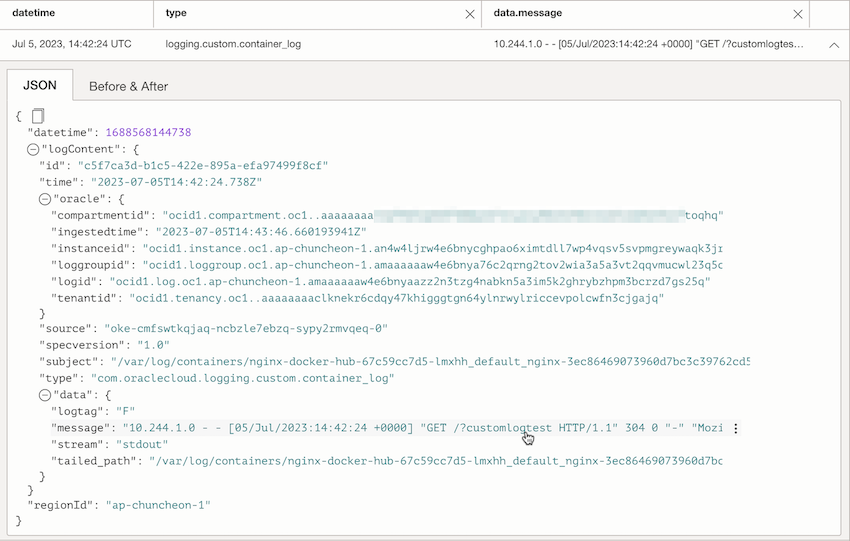 datetime type data.message
Jul 5, 2023, 14:42:24 UTC logging.custom.container_log 10.244.1.0 - - [05/Jul/2023:14:42:24 +0000] "GET /?customlogtes...
JSON Before & After
{
"datetime": 1688568144738
"logContent": {
"id": "c5f7ca3d-b1c5-422e-895a-efa97499f8cf"
"time": "2023-07-05T14:42:24.738Z"
"oracle": {
"compartmentid": "ocid1.compartment.oc1..aaaaaaaa toqhq"
"ingestedtime": "2023-07-05T14:43:46.660193941Z"
"instanceid": "ocid1.instance.oc1.ap-chuncheon-1.an4w4ljrw4e6bnycghpao6ximtdll7wp4vqsv5svpmgreywaqk3jr
"loggroupid": "ocid1.loggroup.oc1.ap-chuncheon-1.amaaaaaaw4e6bnya76c2qrng2tov2wia3a5a3vt2qqvmucwl23q5c
"logid": "ocid1.log.oc1.ap-chuncheon-1.amaaaaaaw4e6bnyaazz2n3tzg4nabkn5a3im5k2ghrybzhpm3bcrzd7gs25q"
"tenantid": "ocid1.tenancy.oc1..aaaaaaaaclknekr6cdqy47khigggtgn64ylnrwylriccevpolcwfn3cjgajq"
}
"source": "oke-cmfswtkqjaq-ncbzle7ebzq-sypy2rmvqeq-0"
"specversion": "1.0"
"subject": "/var/log/containers/nginx-docker-hub-67c59cc7d5-lmxhh_default_nginx-3ec86469073960d7bc3c39762cd5
"type": "com.oraclecloud.logging.custom.container_log"
"data": {
"logtag": "F"
"message": "10.244.1.0 - - [05/Jul/2023:14:42:24 +0000] "GET /?customlogtest HTTP/1.1" 304 0 "-" "Mozi
"stream": "stdout"
"tailed_path": "/var/log/containers/nginx-docker-hub-67c59cc7d5-lmxhh_default_nginx-3ec86469073960d7bc
}
}
"regionId": "ap-chuncheon-1"
}